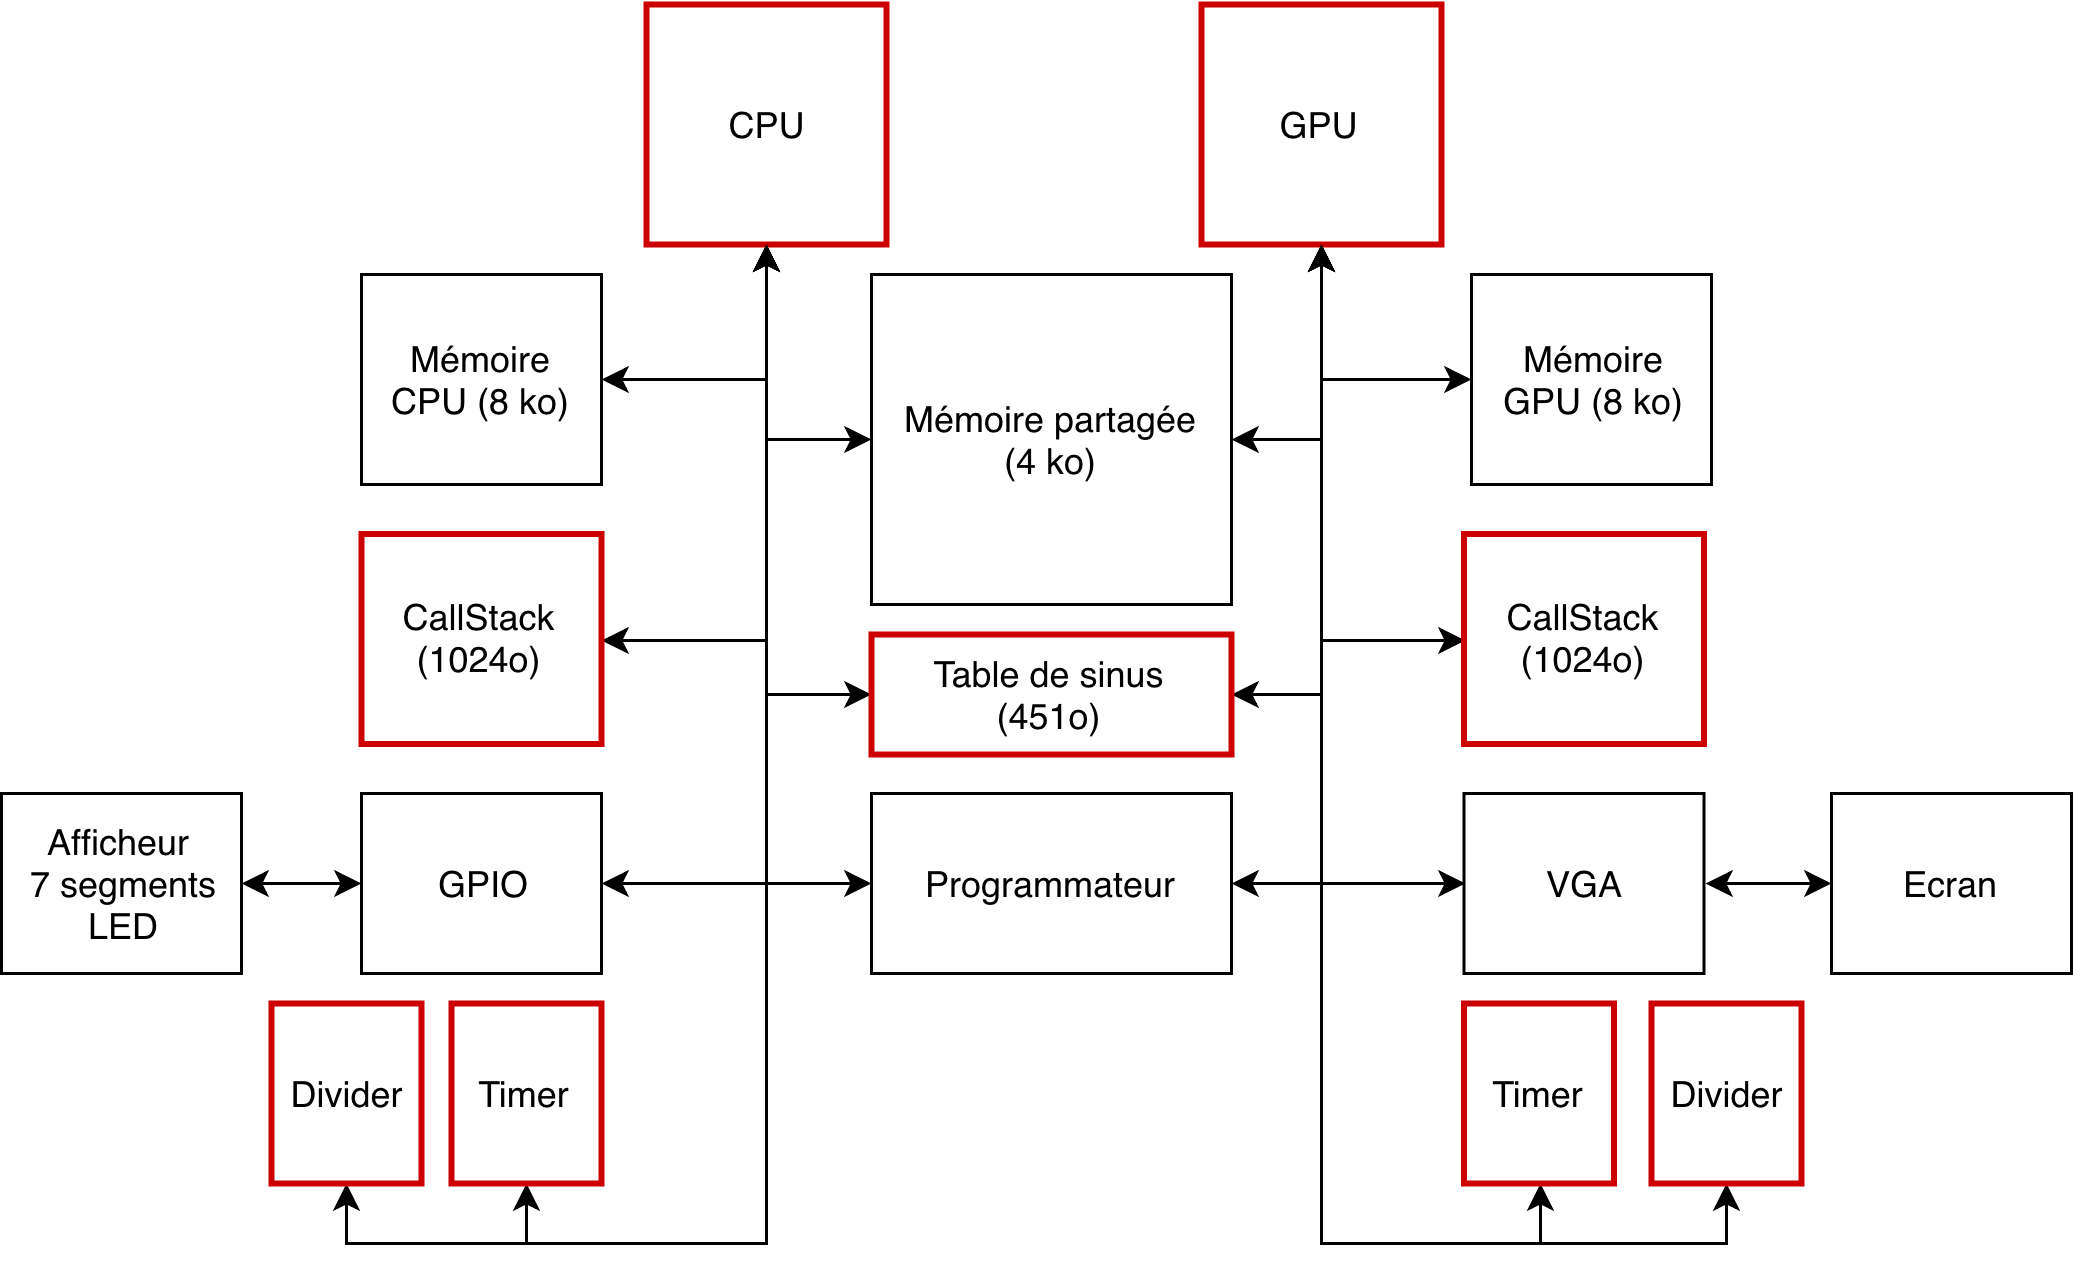 CPU
GPU
Mémoire
CPU (8 ko)
Mémoire partagée
(4 ko)
Mémoire
GPU (8 ko)
CallStack
(1024o)
Table de sinus
(451o)
CallStack
(1024o)
Afficheur
7 segments
LED
GPIO
Programmateur
VGA
Ecran
Divider
Timer
Timer
Divider